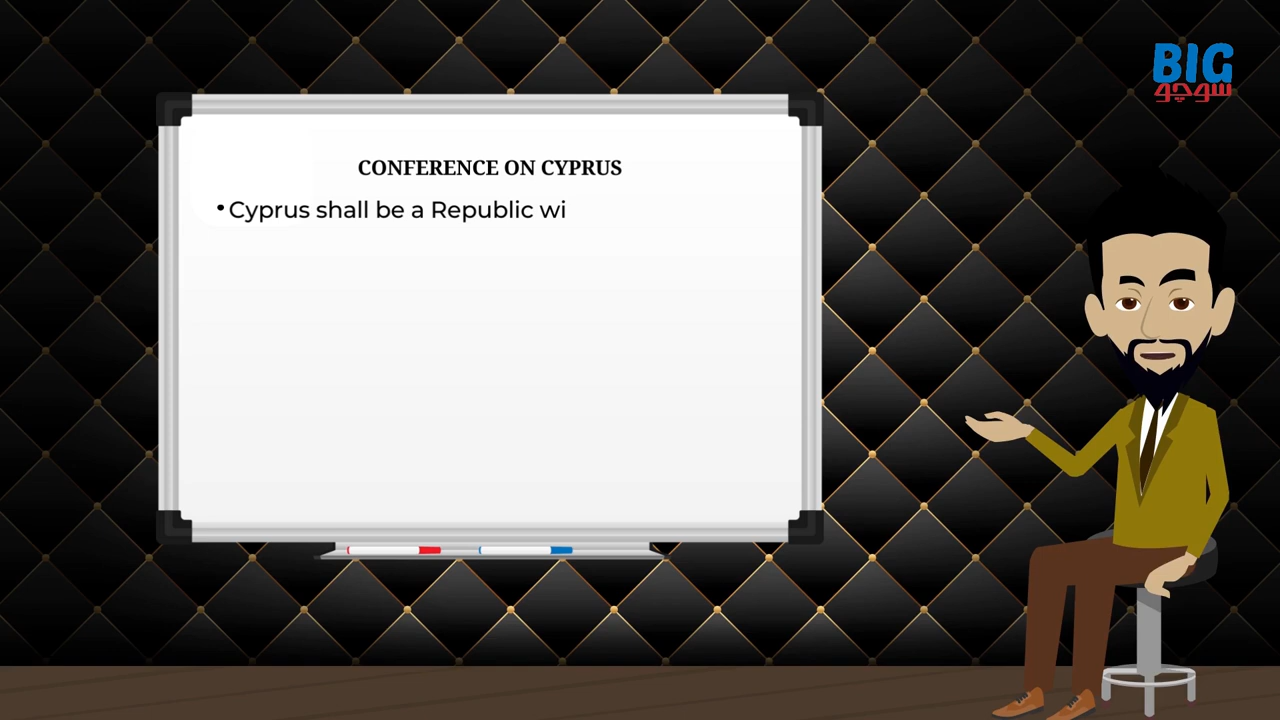 BIG
سوچو
CONFERENCE ON CYPRUS
• Cyprus shall be a Republic wi